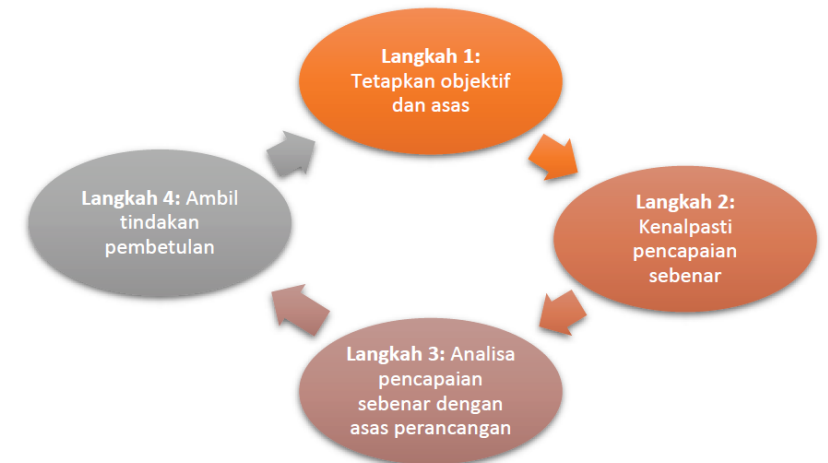 Langkah 1:
Tetapkan objektif
dan asas
Langkah 2:
Kenalpasti
pencapaian
sebenar
Langkah 3: Analisa
pencapaian
sebenar dengan
asas perancangan
Langkah 4: Ambil
tindakan
pembetulan